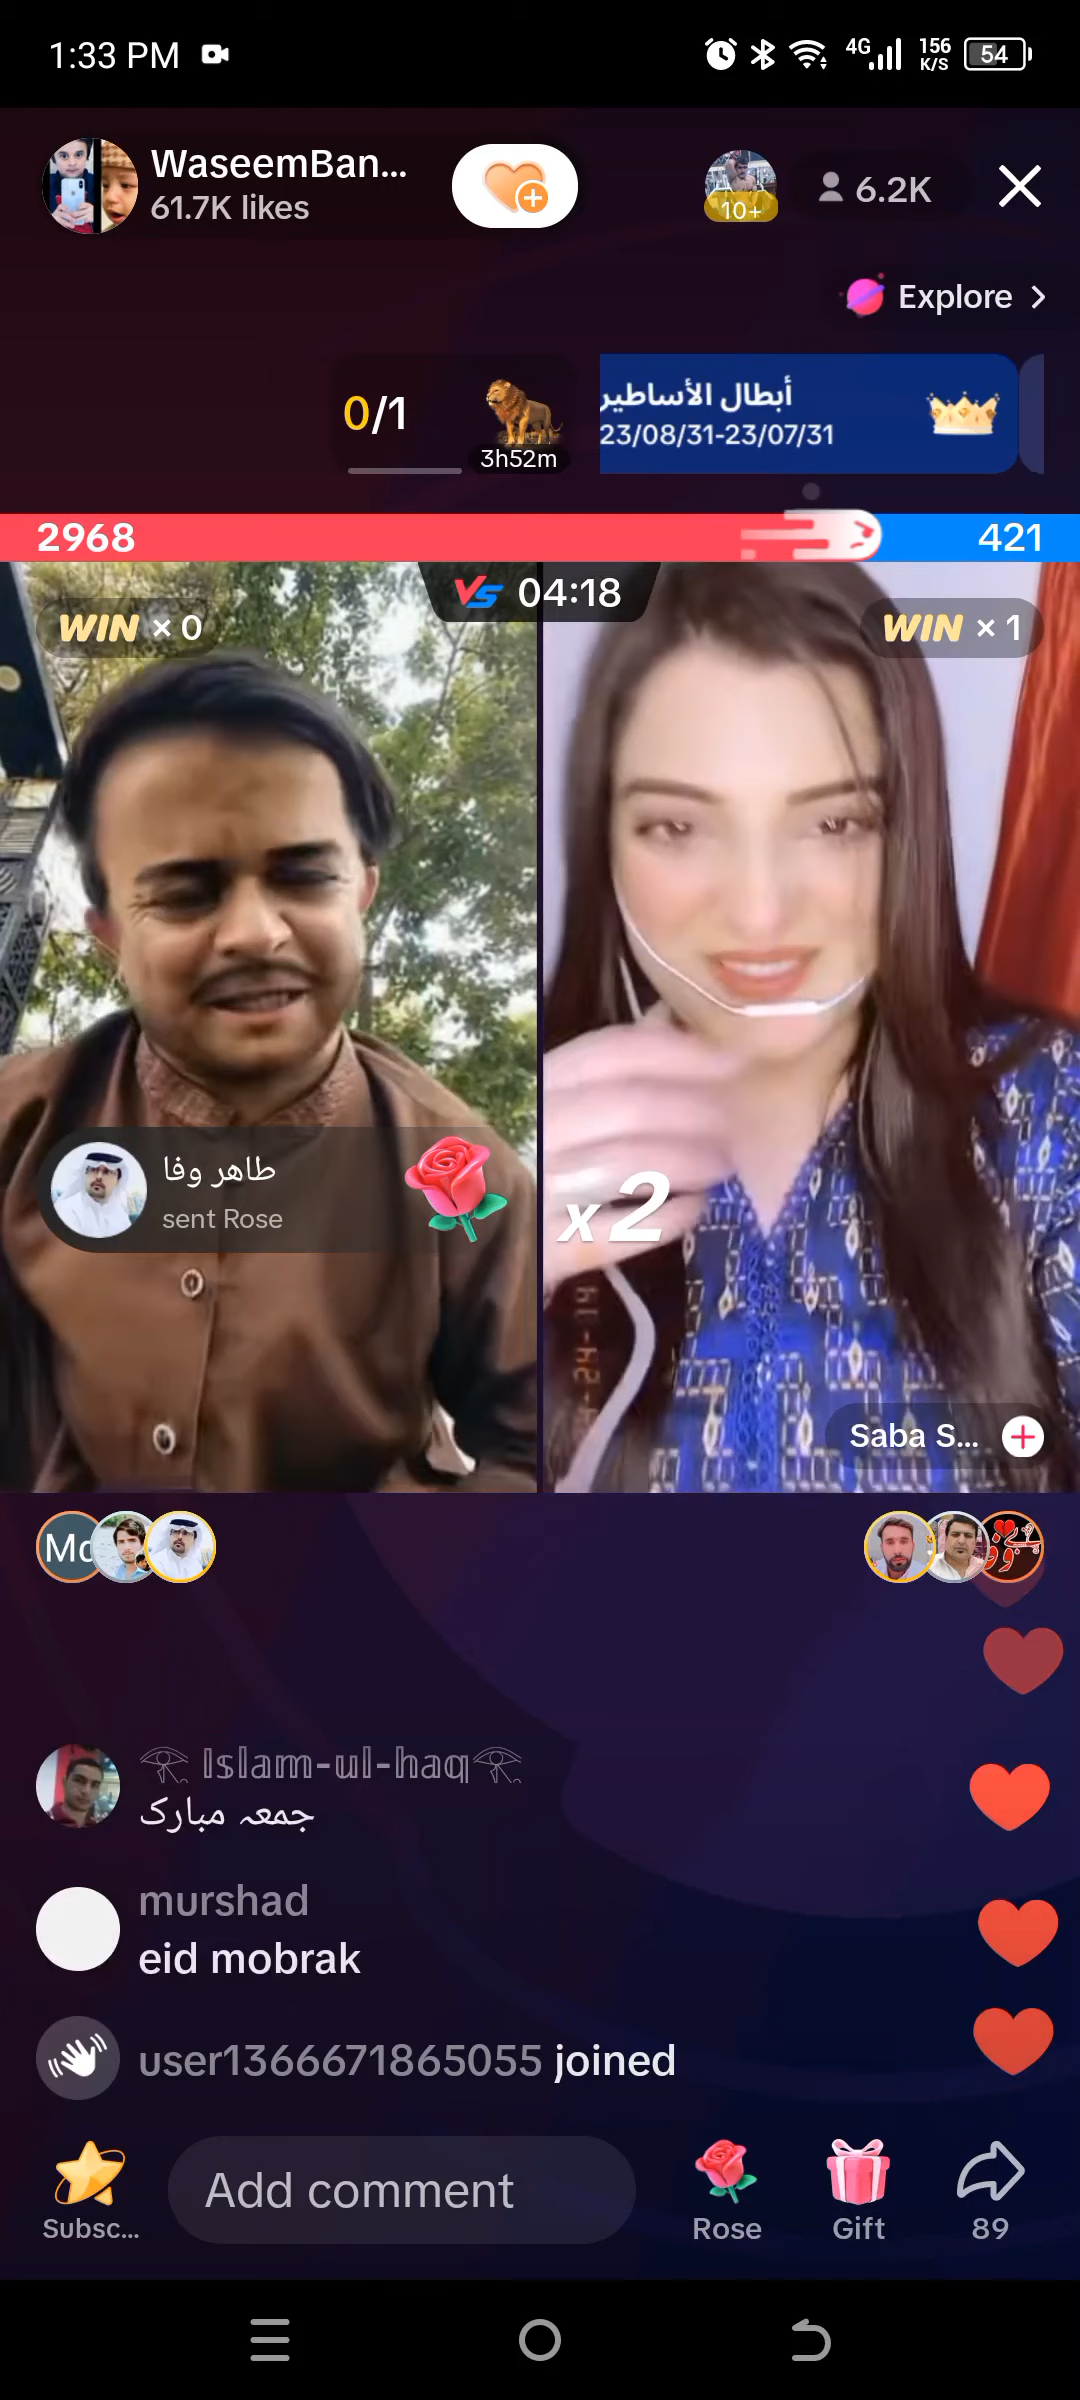 1:33 PM
4G
156
K/S
54
WaseemBan...
61.7K likes
10+
6.2K
Explore
0/1
3h52m
أبطال الأساطير
23/08/31-23/07/31
2968
421
VS 04:18
WIN × 0
WIN × 1
طاهر وفا
sent Rose
x2
Saba S...
𝕀slam-ul-haq
جمعہ مبارک
murshad
eid mobrak
user1366671865055 joined
Subsc...
Add comment
Rose
Gift
89